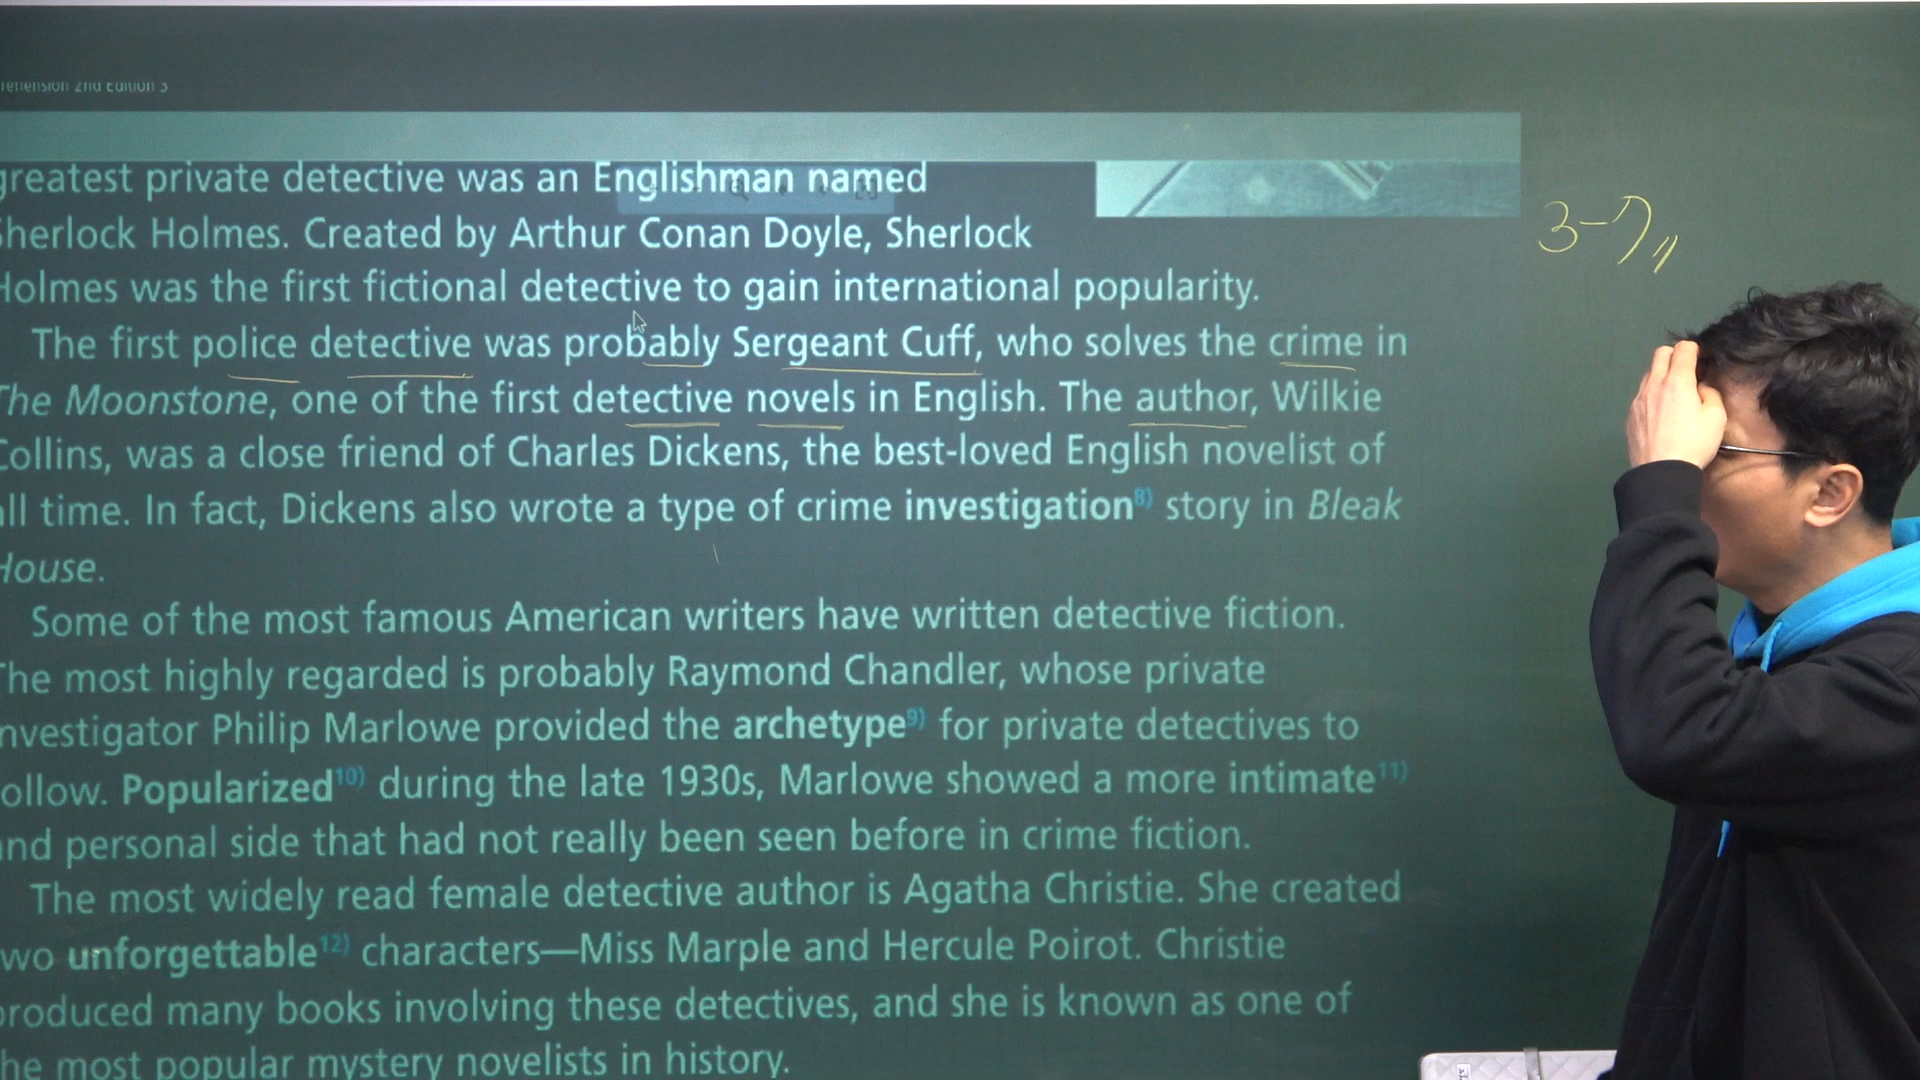 2nd Edition 3
greatest private detective was an Englishman named
Sherlock Holmes. Created by Arthur Conan Doyle, Sherlock
3-7
Holmes was the first fictional detective to gain international popularity.
The first police detective was probably Sergeant Cuff, who solves the crime in
The Moonstone, one of the first detective novels in English. The author, Wilkie
Collins, was a close friend of Charles Dickens, the best-loved English novelist of
all time. In fact, Dickens also wrote a type of crime investigation8) story in Bleak
House.
Some of the most famous American writers have written detective fiction.
The most highly regarded is probably Raymond Chandler, whose private
nvestigator Philip Marlowe provided the archetype9) for private detectives to
ollow. Popularized10) during the late 1930s, Marlowe showed a more intimate11)
and personal side that had not really been seen before in crime fiction.
The most widely read female detective author is Agatha Christie. She created
wo unforgettable12) characters—Miss Marple and Hercule Poirot. Christie
produced many books involving these detectives, and she is known as one of
he most popular mystery novelists in history.